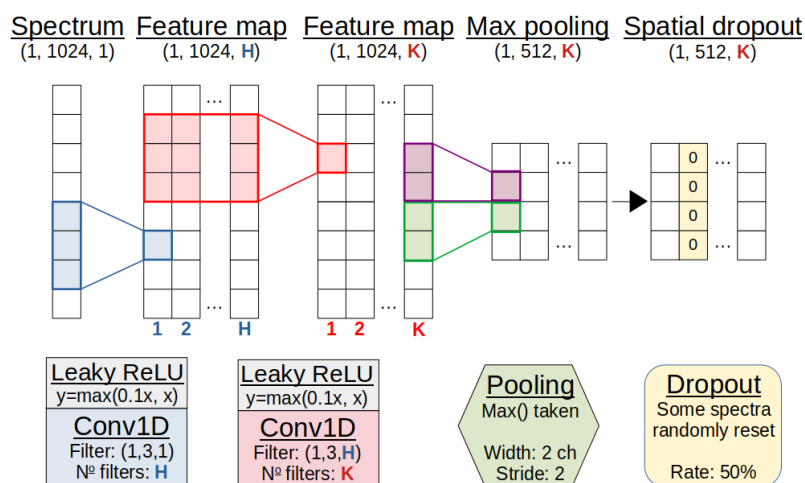 Spectrum Feature map Feature map Max pooling Spatial dropout
(1, 1024, 1) (1, 1024, H) (1, 1024, K) (1, 512, K) (1, 512, K)
... ...
... ...
0
0
0
0
... ...
... ...
1 2 H 1 2 K
Leaky ReLU
y=max(0.1x, x)
Conv1D
Filter: (1,3,1)
Nº filters: H
Leaky ReLU
y=max(0.1x, x)
Conv1D
Filter: (1,3,H)
Nº filters: K
Pooling
Max() taken
Width: 2 ch
Stride: 2
Dropout
Some spectra
randomly reset
Rate: 50%